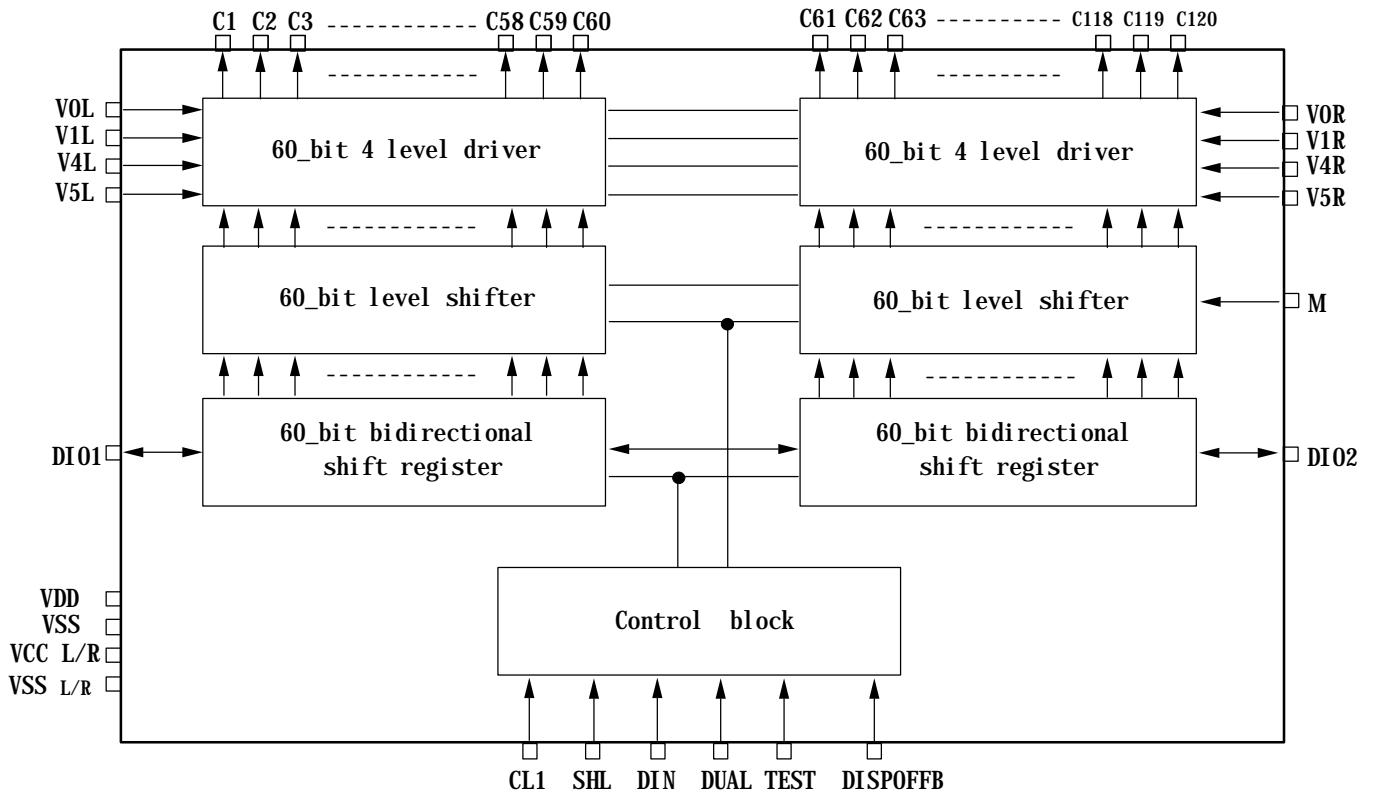 C1 C2 C3 ----------- C58 C59 C60 C61 C62 C63 ----------- C118 C119 C120
V0L
V1L
V4L
V5L
60_bit 4 level driver
60_bit 4 level driver
V0R
V1R
V4R
V5R
60_bit level shifter
60_bit level shifter
M
DIO1
60_bit bidirectional
shift register
60_bit bidirectional
shift register
DIO2
VDD
VSS
VCC L/R
VSS L/R
Control block
CL1 SHL DIN DUAL TEST DISPOFFB